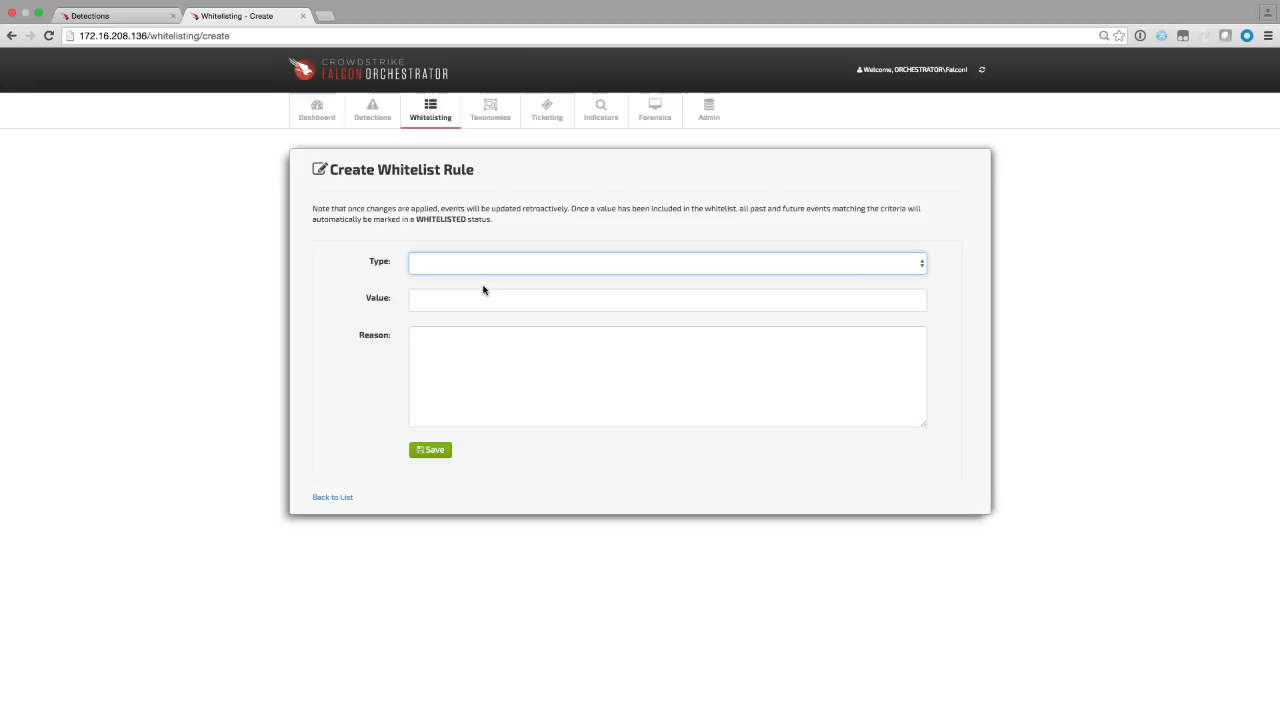 Detections
Whitelisting - Create
172.16.208.136/whitelisting/create
CROWDSTRIKE
FALCON ORCHESTRATOR
Welcome, ORCHESTRATOR\Falcon!
Dashboard
Detections
Whitelisting
Taxonomies
Ticketing
Indicators
Forensics
Admin
Create Whitelist Rule
Note that once changes are applied, events will be updated retroactively. Once a value has been included in the whitelist, all past and future events matching the criteria will
automatically be marked in a WHITELISTED status.
Type:
Value:
Reason:
Save
Back to List